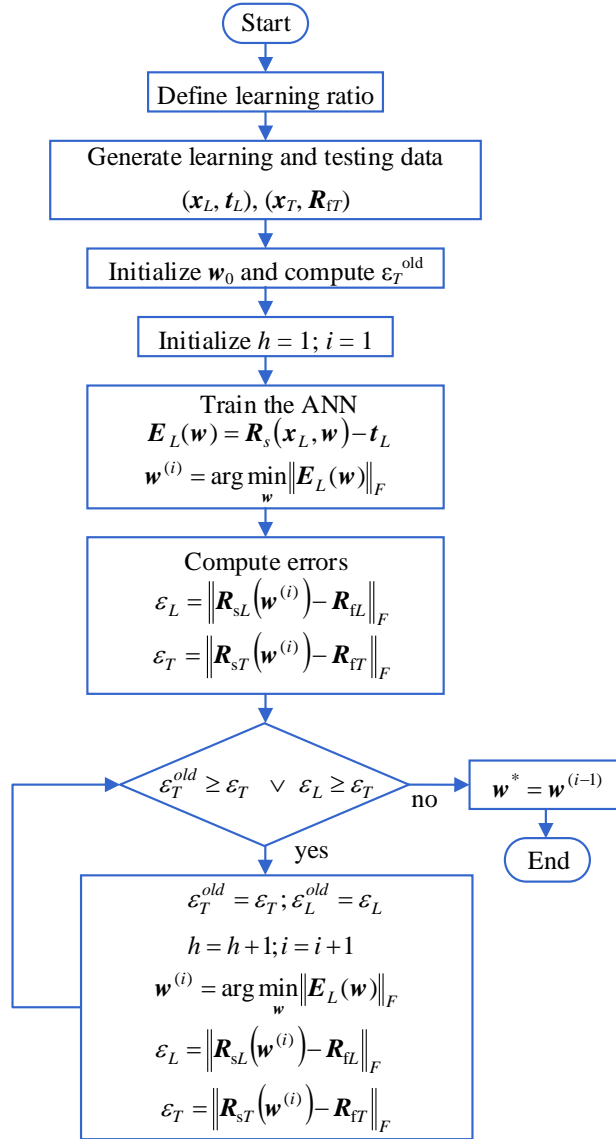 Start
Define learning ratio
Generate learning and testing data
(x_L, t_L), (x_T, R_fT)
Initialize w_0 and compute ε_T^old
Initialize h = 1; i = 1
Train the ANN
E_L(w) = R_s(x_L, w) − t_L
w^(i) = arg min_w ‖E_L(w)‖_F
Compute errors
ε_L = ‖R_sL(w^(i)) − R_fL‖_F
ε_T = ‖R_sT(w^(i)) − R_fT‖_F
ε_T^old ≥ ε_T ∨ ε_L ≥ ε_T
no
w^* = w^(i−1)
End
yes
ε_T^old = ε_T; ε_L^old = ε_L
h = h + 1; i = i + 1
w^(i) = arg min_w ‖E_L(w)‖_F
ε_L = ‖R_sL(w^(i)) − R_fL‖_F
ε_T = ‖R_sT(w^(i)) − R_fT‖_F